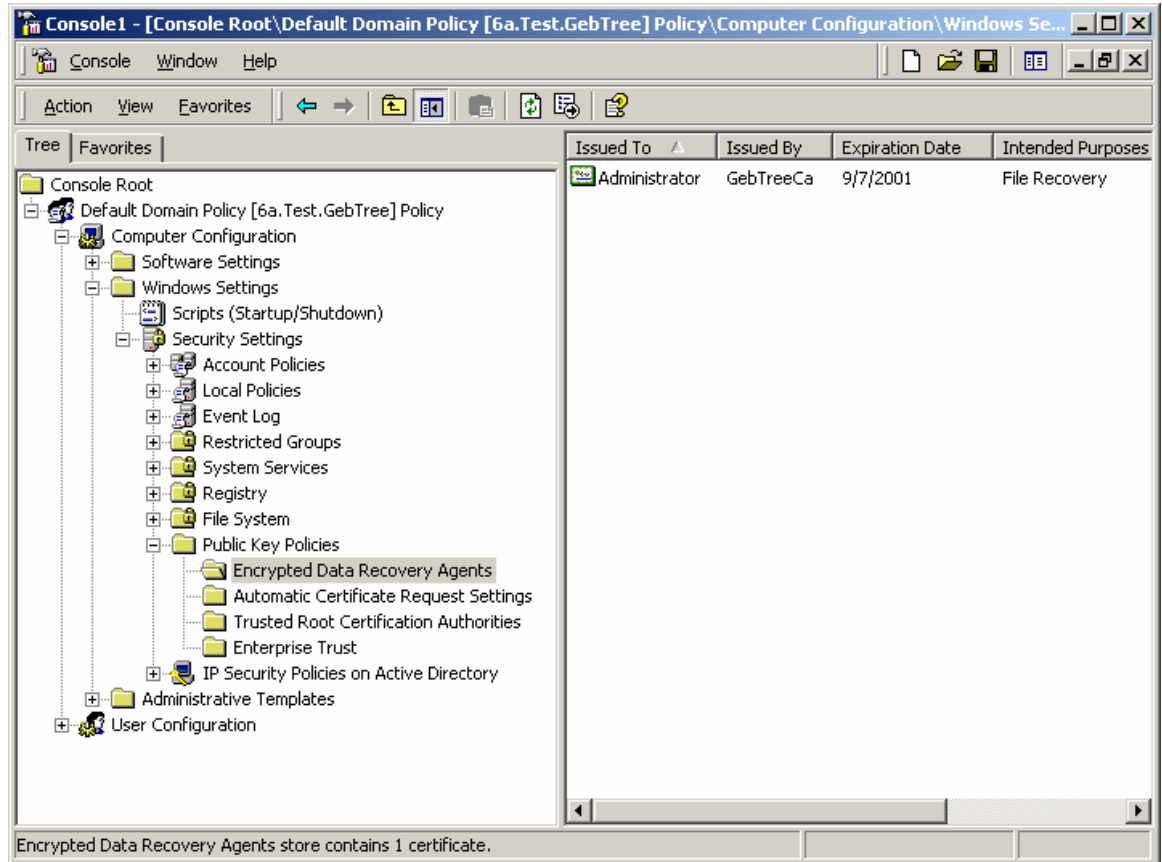 Console1 - [Console Root\Default Domain Policy [6a.Test.GebTree] Policy\Computer Configuration\Windows Se...
Console Window Help
Action View Favorites
Tree Favorites
Console Root
Default Domain Policy [6a.Test.GebTree] Policy
Computer Configuration
Software Settings
Windows Settings
Scripts (Startup/Shutdown)
Security Settings
Account Policies
Local Policies
Event Log
Restricted Groups
System Services
Registry
File System
Public Key Policies
Encrypted Data Recovery Agents
Automatic Certificate Request Settings
Trusted Root Certification Authorities
Enterprise Trust
IP Security Policies on Active Directory
Administrative Templates
User Configuration
Issued To Issued By Expiration Date Intended Purposes
Administrator GebTreeCa 9/7/2001 File Recovery
Encrypted Data Recovery Agents store contains 1 certificate.